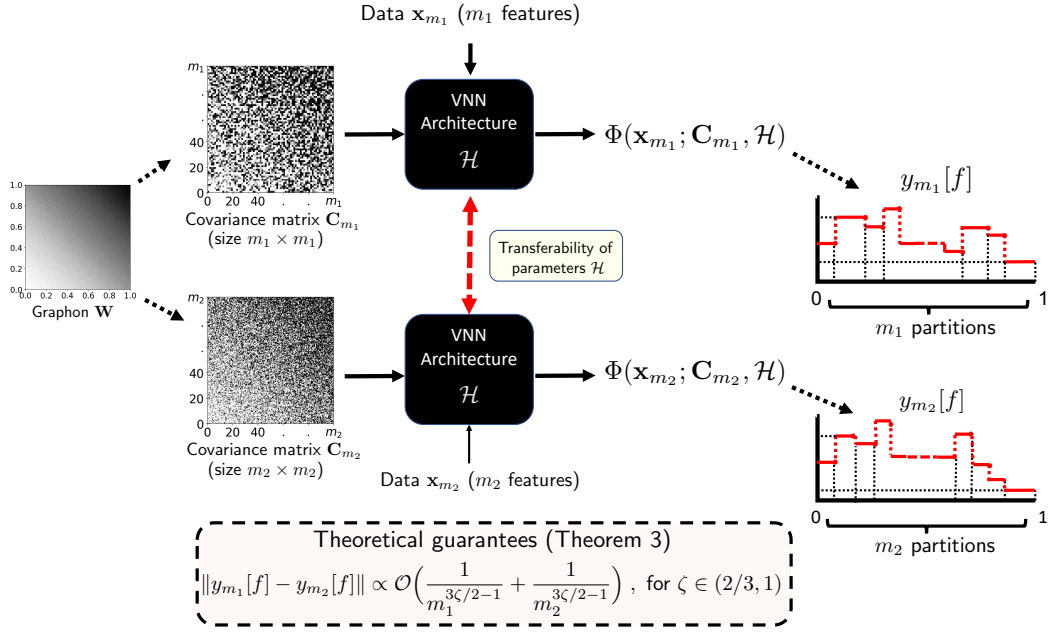 Data x_{m_1} (m_1 features)
m_1
.
.
40
20
0
0 20 40 . . m_1
Covariance matrix C_{m_1}
(size m_1 × m_1)
VNN
Architecture
ℋ
Φ(x_{m_1}; C_{m_1}, ℋ)
y_{m_1}[f]
0 1
m_1 partitions
1.0
0.8
0.6
0.4
0.2
0.0
0.0 0.2 0.4 0.6 0.8 1.0
Graphon W
Transferability of
parameters ℋ
m_2
.
.
40
20
0
0 20 40 . . m_2
Covariance matrix C_{m_2}
(size m_2 × m_2)
VNN
Architecture
ℋ
Φ(x_{m_2}; C_{m_2}, ℋ)
Data x_{m_2} (m_2 features)
y_{m_2}[f]
0 1
m_2 partitions
Theoretical guarantees (Theorem 3)
‖y_{m_1}[f] − y_{m_2}[f]‖ ∝ 𝒪(1/m_1^{3ζ/2−1} + 1/m_2^{3ζ/2−1}) , for ζ ∈ (2/3, 1)